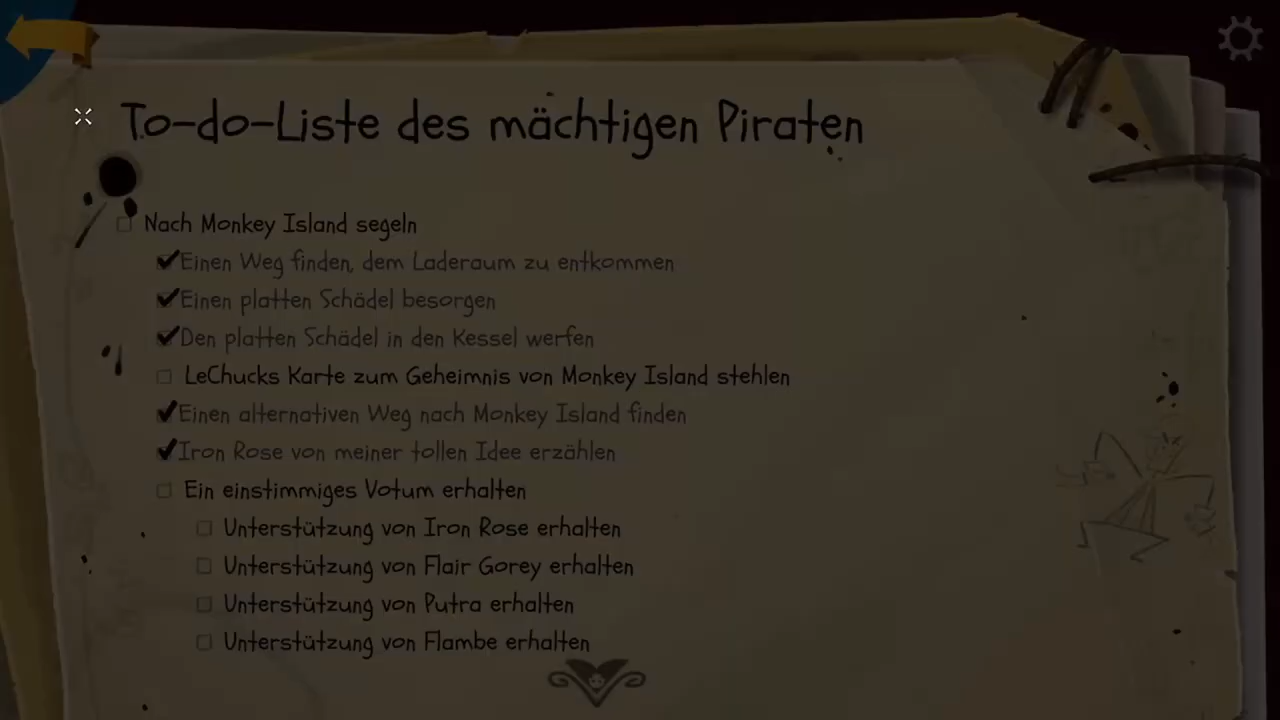 To-do-Liste des mächtigen Piraten
Nach Monkey Island segeln
Einen Weg finden, dem Laderaum zu entkommen
Einen platten Schädel besorgen
Den platten Schädel in den Kessel werfen
LeChucks Karte zum Geheimnis von Monkey Island stehlen
Einen alternativen Weg nach Monkey Island finden
Iron Rose von meiner tollen Idee erzählen
Ein einstimmiges Votum erhalten
Unterstützung von Iron Rose erhalten
Unterstützung von Flair Gorey erhalten
Unterstützung von Putra erhalten
Unterstützung von Flambe erhalten